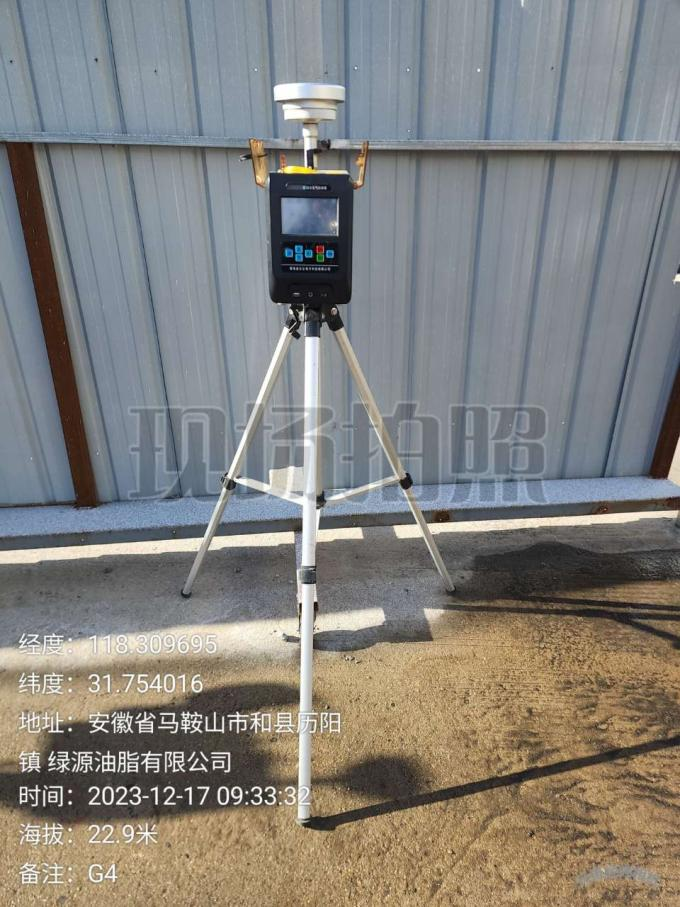 现场拍照
经度：118.309695
纬度：31.754016
地址：安徽省马鞍山市和县历阳
镇 绿源油脂有限公司
时间：2023-12-17 09:33:32
海拔：22.9米
备注：G4